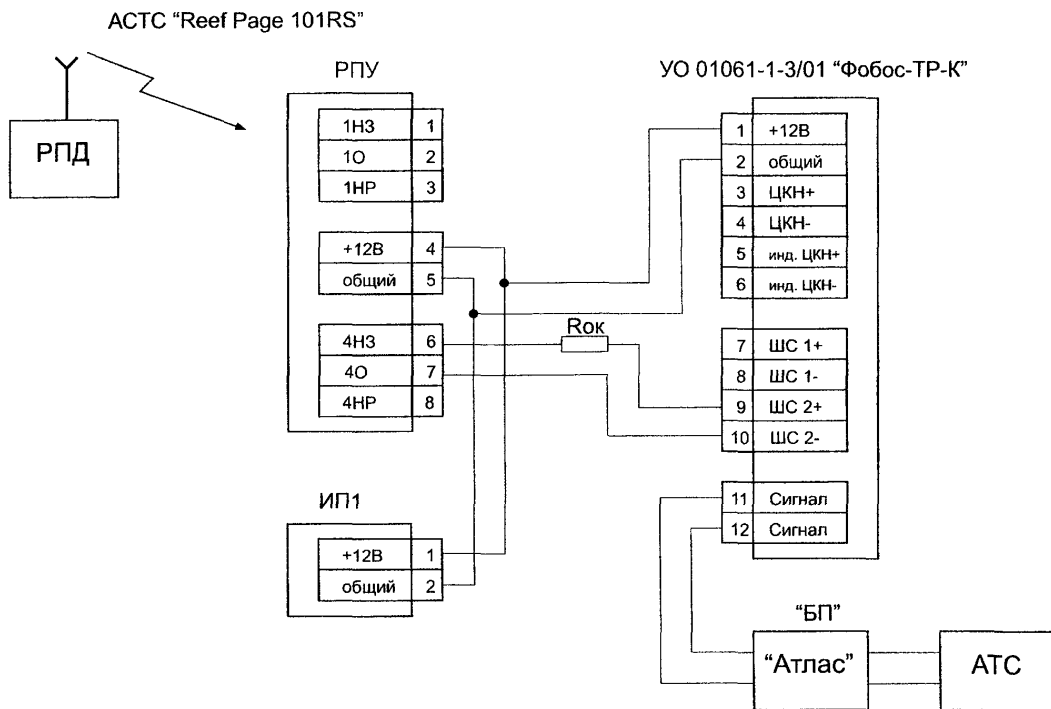 АСТС “Reef Page 101RS”
РПД
РПУ
1НЗ 1
1О 2
1НР 3
+12В 4
общий 5
4НЗ 6
4О 7
4НР 8
ИП1
+12В 1
общий 2
Rок
УО 01061-1-3/01 “Фобос-ТР-К”
1 +12В
2 общий
3 ЦКН+
4 ЦКН-
5 инд. ЦКН+
6 инд. ЦКН-
7 ШС 1+
8 ШС 1-
9 ШС 2+
10 ШС 2-
11 Сигнал
12 Сигнал
“БП”
“Атлас”
АТС